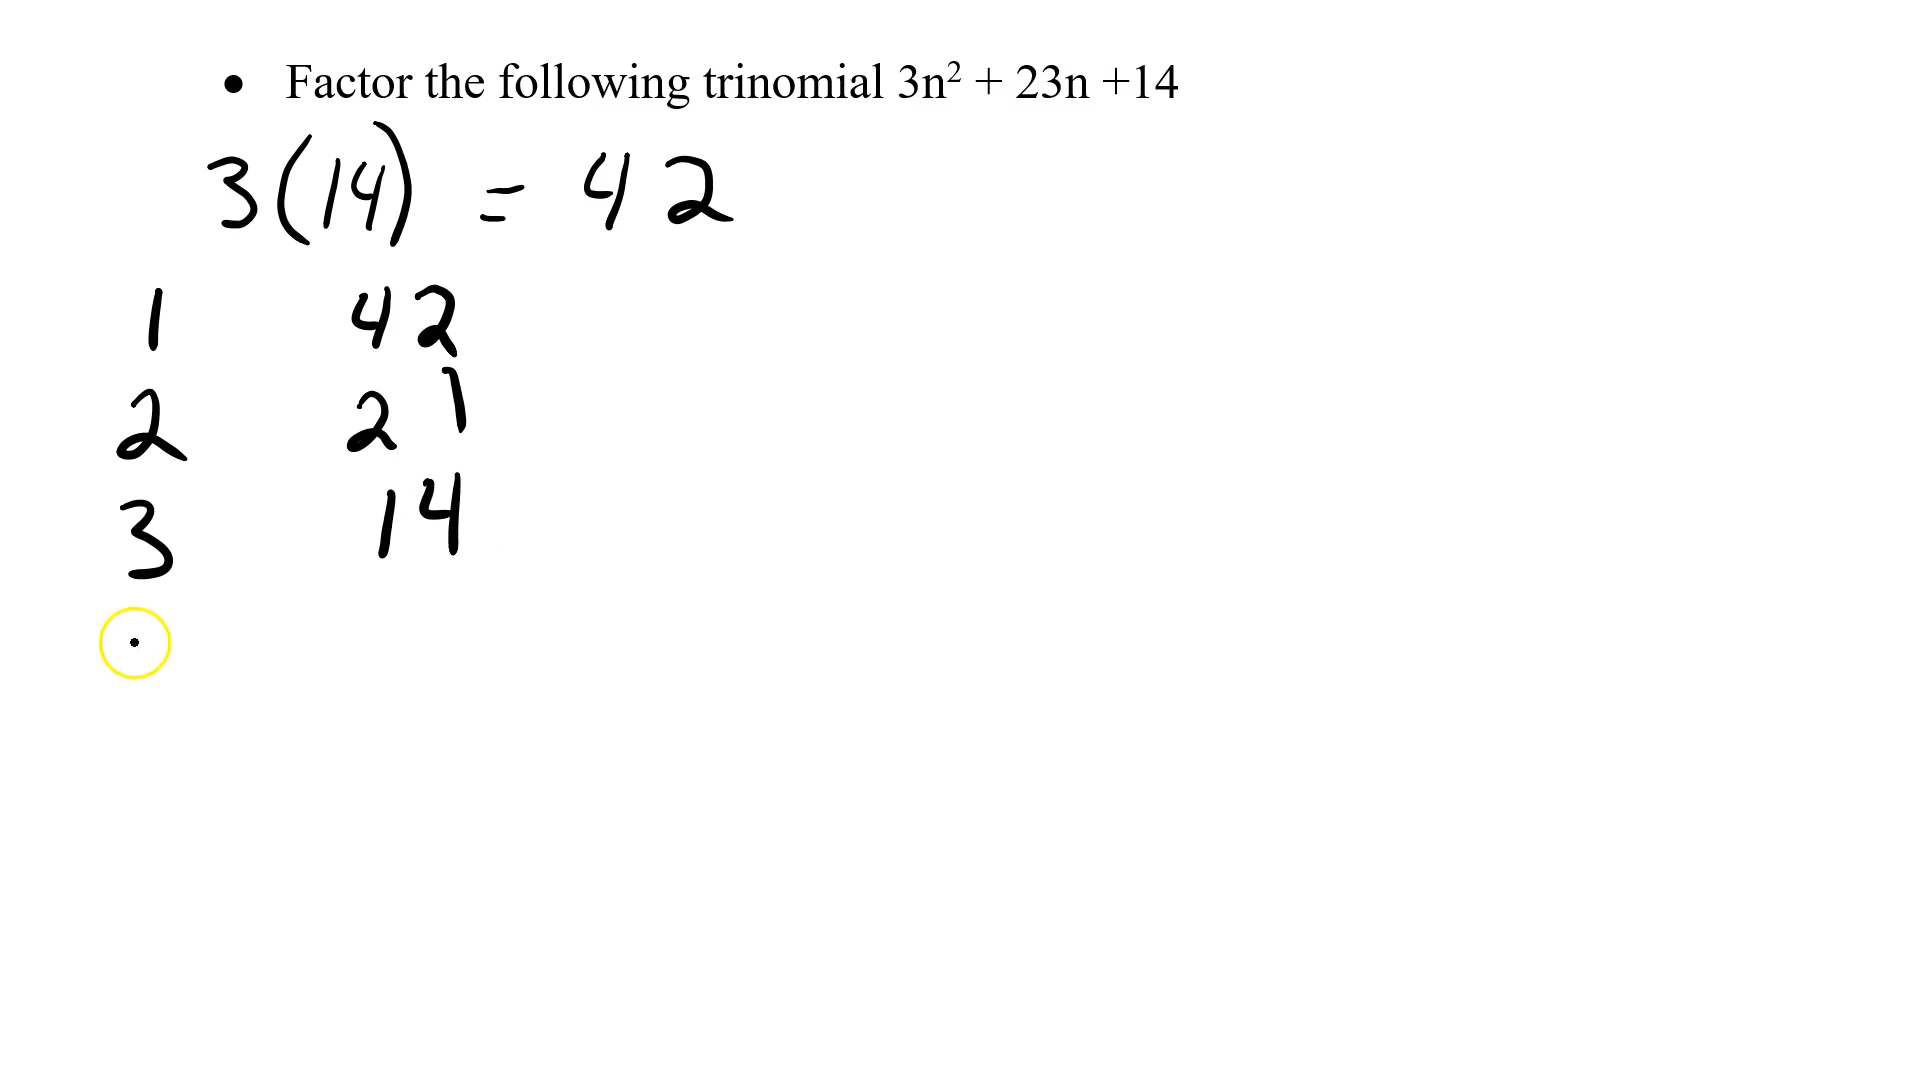 • Factor the following trinomial 3n² + 23n +14
3(14) = 42
1 42
2 21
3 14